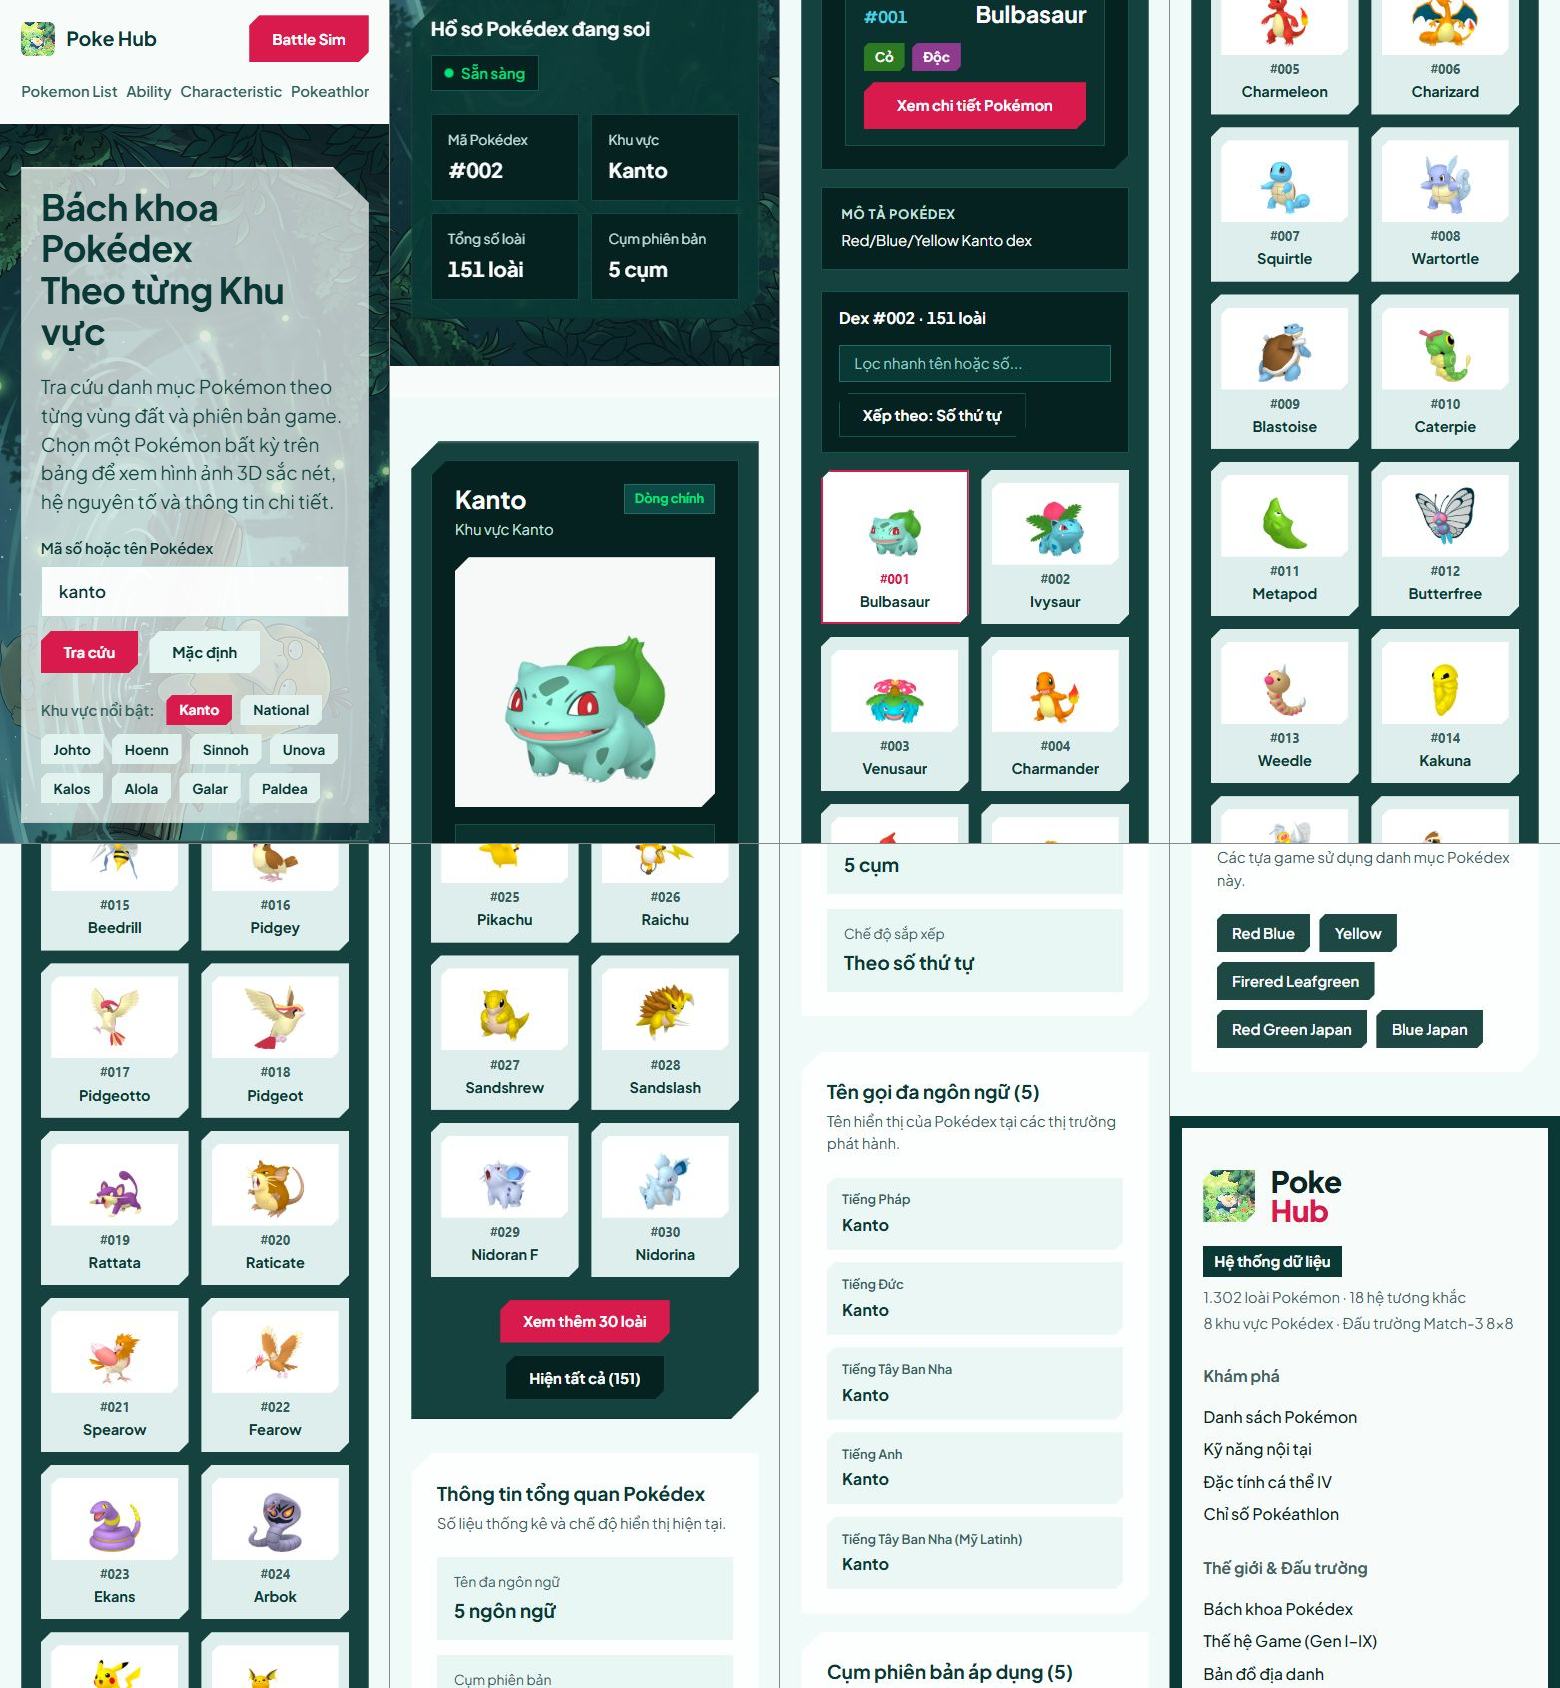 Poke Hub
Battle Sim
Pokemon List Ability Characteristic Pokeathlor
Bách khoa
Pokédex
Theo từng Khu
vực
Tra cứu danh mục Pokémon theo
từng vùng đất và phiên bản game.
Chọn một Pokémon bất kỳ trên
bảng để xem hình ảnh 3D sắc nét,
hệ nguyên tố và thông tin chi tiết.
Mã số hoặc tên Pokédex
kanto
Tra cứu
Mặc định
Khu vực nổi bật: Kanto National
Johto Hoenn Sinnoh Unova
Kalos Alola Galar Paldea
Hồ sơ Pokédex đang soi
Sẵn sàng
Mã Pokédex
#002
Khu vực
Kanto
Tổng số loài
151 loài
Cụm phiên bản
5 cụm
Kanto
Dòng chính
Khu vực Kanto
#001
Bulbasaur
Cỏ
Độc
Xem chi tiết Pokémon
MÔ TẢ POKÉDEX
Red/Blue/Yellow Kanto dex
Dex #002 · 151 loài
Lọc nhanh tên hoặc số...
Xếp theo: Số thứ tự
#001
Bulbasaur
#002
Ivysaur
#003
Venusaur
#004
Charmander
#005
Charmeleon
#006
Charizard
#007
Squirtle
#008
Wartortle
#009
Blastoise
#010
Caterpie
#011
Metapod
#012
Butterfree
#013
Weedle
#014
Kakuna
#015
Beedrill
#016
Pidgey
#017
Pidgeotto
#018
Pidgeot
#019
Rattata
#020
Raticate
#021
Spearow
#022
Fearow
#023
Ekans
#024
Arbok
#025
Pikachu
#026
Raichu
#027
Sandshrew
#028
Sandslash
#029
Nidoran F
#030
Nidorina
Xem thêm 30 loài
Hiện tất cả (151)
Thông tin tổng quan Pokédex
Số liệu thống kê và chế độ hiển thị hiện tại.
Tên đa ngôn ngữ
5 ngôn ngữ
Cụm phiên bản
5 cụm
Chế độ sắp xếp
Theo số thứ tự
Tên gọi đa ngôn ngữ (5)
Tên hiển thị của Pokédex tại các thị trường
phát hành.
Tiếng Pháp
Kanto
Tiếng Đức
Kanto
Tiếng Tây Ban Nha
Kanto
Tiếng Anh
Kanto
Tiếng Tây Ban Nha (Mỹ Latinh)
Kanto
Cụm phiên bản áp dụng (5)
Các tựa game sử dụng danh mục Pokédex
này.
Red Blue
Yellow
Firered Leafgreen
Red Green Japan
Blue Japan
Poke
Hub
Hệ thống dữ liệu
1.302 loài Pokémon · 18 hệ tương khắc
8 khu vực Pokédex · Đấu trường Match-3 8×8
Khám phá
Danh sách Pokémon
Kỹ năng nội tại
Đặc tính cá thể IV
Chỉ số Pokéathlon
Thế giới & Đấu trường
Bách khoa Pokédex
Thế hệ Game (Gen I–IX)
Bản đồ địa danh